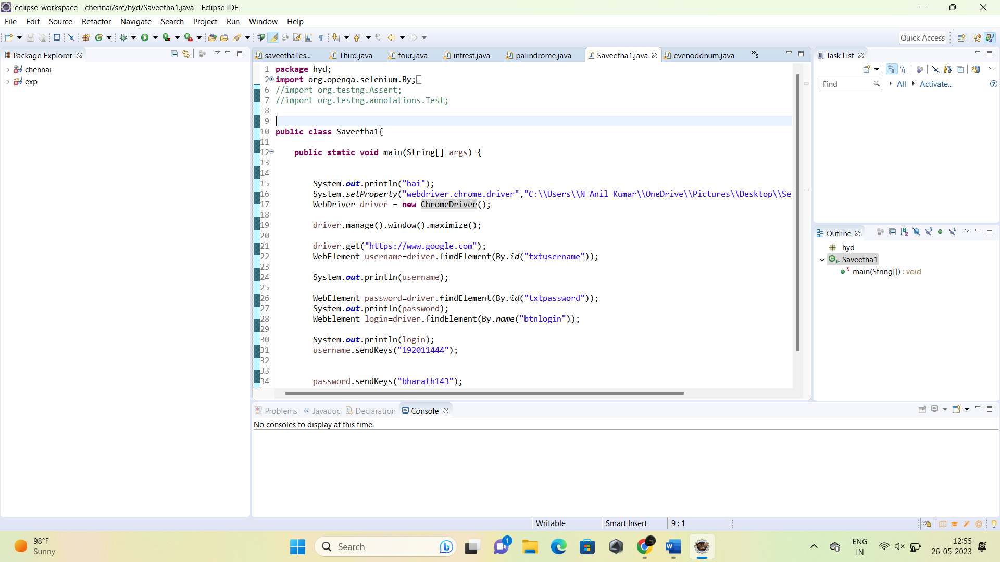 eclipse-workspace - chennai/src/hyd/Saveetha1.java - Eclipse IDE
File Edit Source Refactor Navigate Search Project Run Window Help
Quick Access
Package Explorer
chennai
exp
saveethaTes... Third.java four.java intrest.java palindrome.java Saveetha1.java evenoddnum.java »5
1 package hyd;
2 import org.openqa.selenium.By;
6 //import org.testng.Assert;
7 //import org.testng.annotations.Test;
8
9
10 public class Saveetha1{
11
12 public static void main(String[] args) {
13
14
15 System.out.println("hai");
16 System.setProperty("webdriver.chrome.driver","C:\\Users\\N Anil Kumar\\OneDrive\\Pictures\\Desktop\\Se
17 WebDriver driver = new ChromeDriver();
18
19 driver.manage().window().maximize();
20
21 driver.get("https://www.google.com");
22 WebElement username=driver.findElement(By.id("txtusername"));
23
24 System.out.println(username);
25
26 WebElement password=driver.findElement(By.id("txtpassword"));
27 System.out.println(password);
28 WebElement login=driver.findElement(By.name("btnlogin"));
29
30 System.out.println(login);
31 username.sendKeys("192011444");
32
33
34 password.sendKeys("bharath143");
Task List
Find All Activate...
Outline
hyd
Saveetha1
main(String[]) : void
Problems @ Javadoc Declaration Console
No consoles to display at this time.
Writable Smart Insert 9 : 1
98°F
Sunny
Search
1
ENG
IN
12:55
26-05-2023